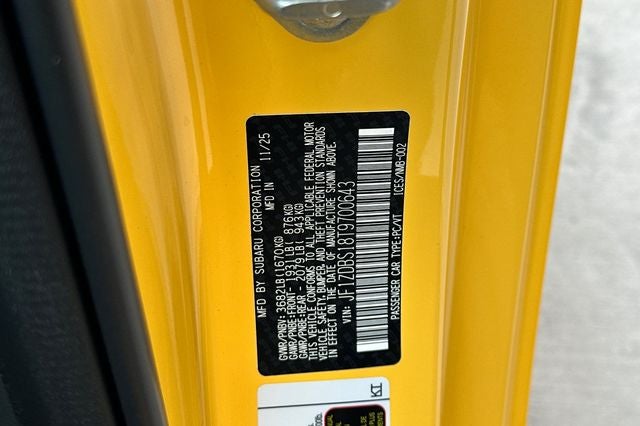 MFD BY SUBARU CORPORATION
MFD IN 11/25
GVWR/PNBV: 3682LB(1670KG)
GAWR/PNBE:FRONT- 1931LB( 876KG)
GAWR/PNBE:REAR - 2079LB( 943KG)
THIS VEHICLE CONFORMS TO ALL APPLICABLE FEDERAL MOTOR
VEHICLE SAFETY, BUMPER, AND THEFT PREVENTION STANDARDS
IN EFFECT ON THE DATE OF MANUFACTURE SHOWN ABOVE.
VIN: JF1ZDBS18T9700643
PASSENGER CAR TYPE:PC/VT ICES/NMB-002